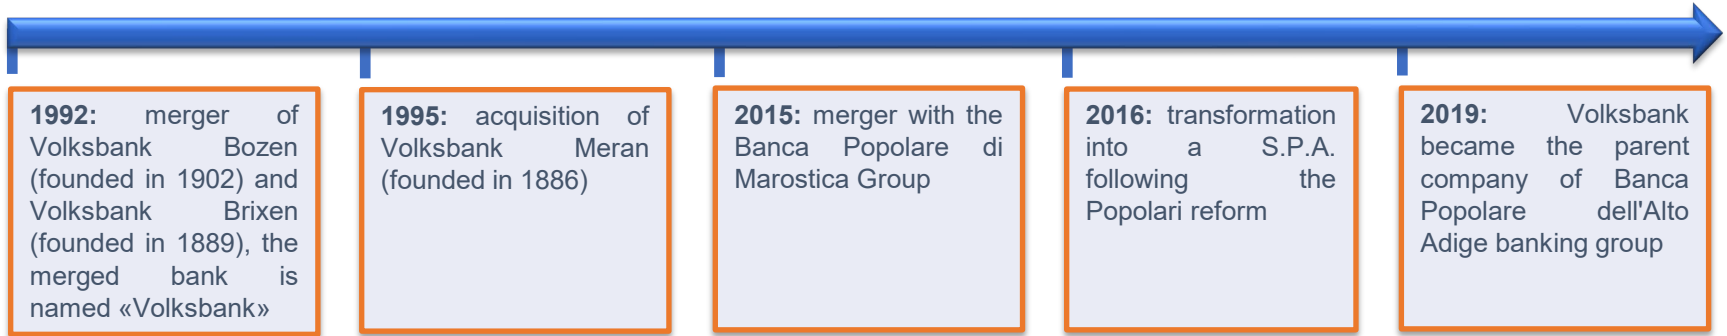 1992: merger of
Volksbank Bozen
(founded in 1902) and
Volksbank Brixen
(founded in 1889), the
merged bank is
named «Volksbank»
1995: acquisition of
Volksbank Meran
(founded in 1886)
2015: merger with the
Banca Popolare di
Marostica Group
2016: transformation
into a S.P.A.
following the
Popolari reform
2019: Volksbank
became the parent
company of Banca
Popolare dell'Alto
Adige banking group